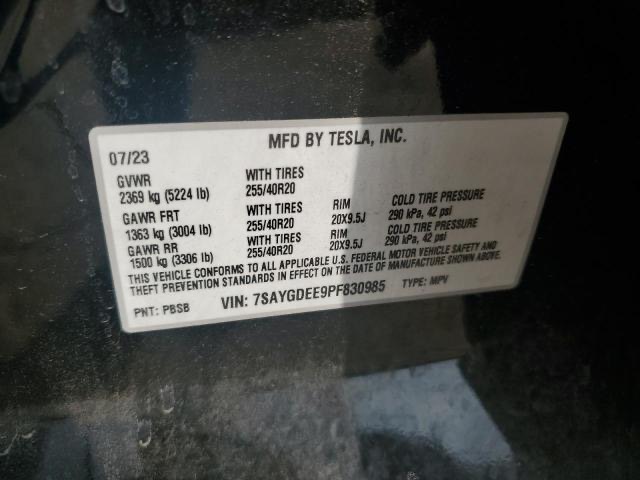 MFD BY TESLA, INC.
07/23
GVWR WITH TIRES
2369 kg (5224 lb) 255/40R20
GAWR FRT WITH TIRES RIM COLD TIRE PRESSURE
1363 kg (3004 lb) 255/40R20 20X9.5J 290 kPa, 42 psi
GAWR RR WITH TIRES RIM COLD TIRE PRESSURE
1500 kg (3306 lb) 255/40R20 20X9.5J 290 kPa, 42 psi
THIS VEHICLE CONFORMS TO ALL APPLICABLE U.S. FEDERAL MOTOR VEHICLE SAFETY AND
THEFT PREVENTION STANDARDS IN EFFECT ON THE DATE OF MANUFACTURE SHOWN ABOVE.
PNT: PBSB VIN: 7SAYGDEE9PF830985 TYPE: MPV